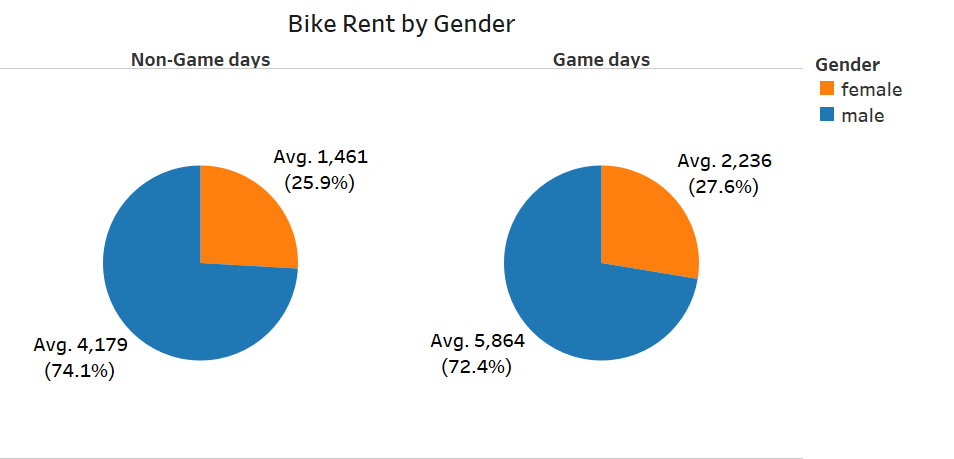 Bike Rent by Gender
Non-Game days
Game days
Gender
female
male
Avg. 1,461
(25.9%)
Avg. 4,179
(74.1%)
Avg. 2,236
(27.6%)
Avg. 5,864
(72.4%)